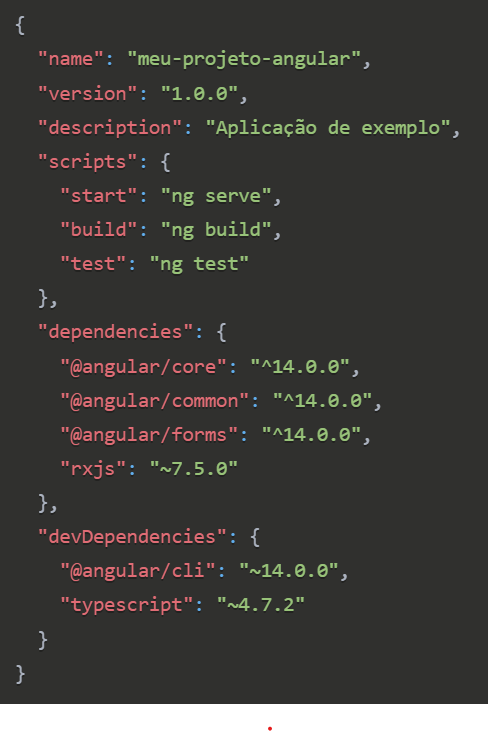 {
  "name": "meu-projeto-angular",
  "version": "1.0.0",
  "description": "Aplicação de exemplo",
  "scripts": {
    "start": "ng serve",
    "build": "ng build",
    "test": "ng test"
  },
  "dependencies": {
    "@angular/core": "^14.0.0",
    "@angular/common": "^14.0.0",
    "@angular/forms": "^14.0.0",
    "rxjs": "~7.5.0"
  },
  "devDependencies": {
    "@angular/cli": "~14.0.0",
    "typescript": "~4.7.2"
  }
}